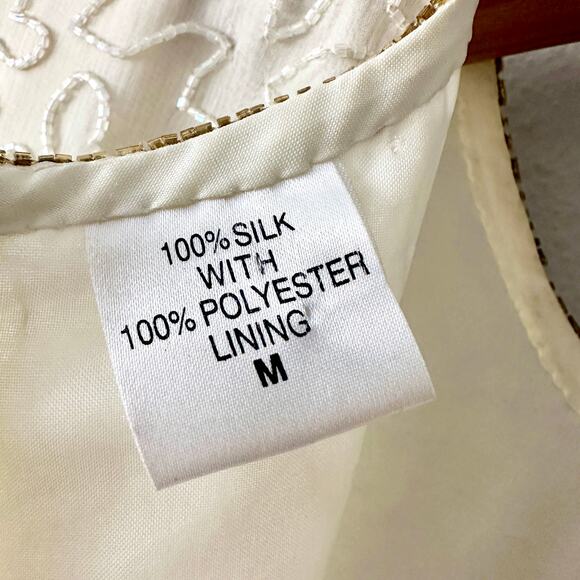 100% SILK
WITH
100% POLYESTER
LINING
M